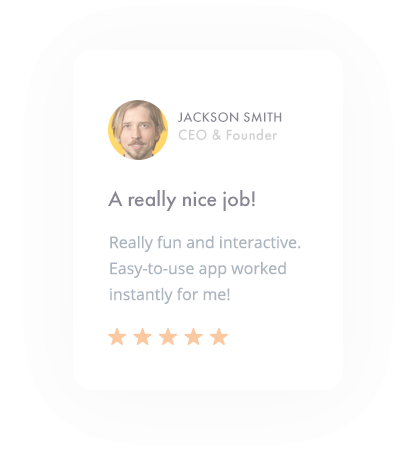 JACKSON SMITH
CEO & Founder
A really nice job!
Really fun and interactive.
Easy-to-use app worked
instantly for me!